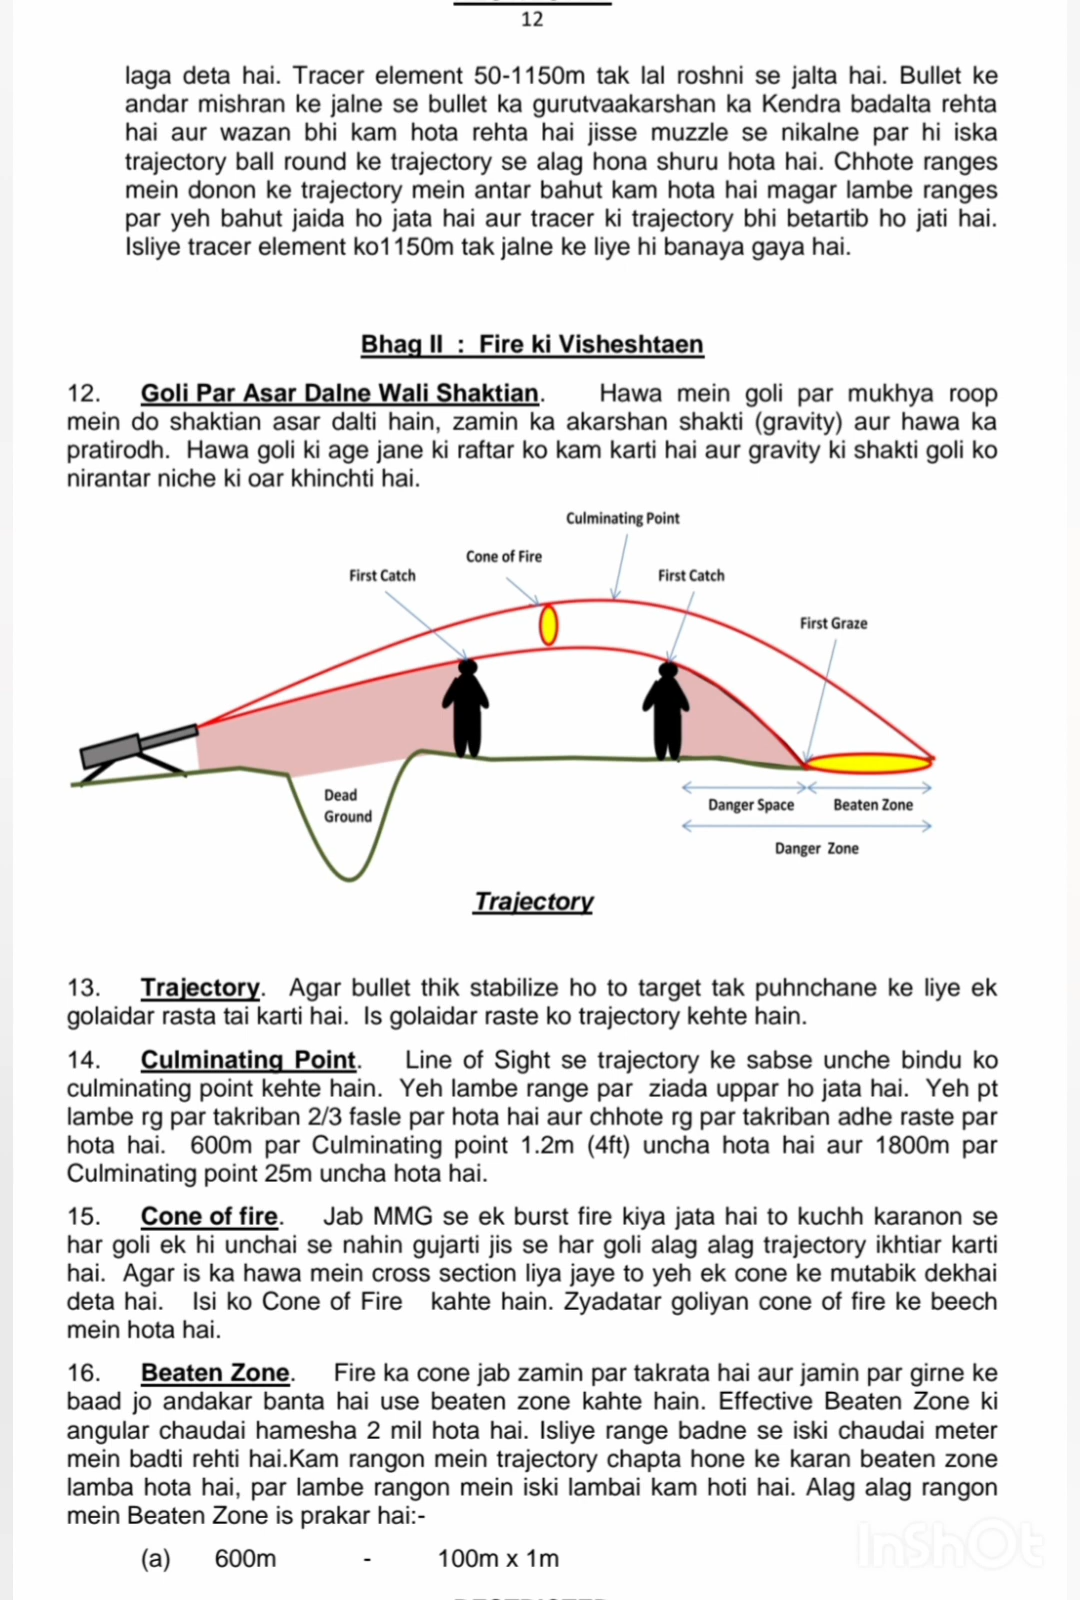 12
laga deta hai. Tracer element 50-1150m tak lal roshni se jalta hai. Bullet ke
andar mishran ke jalne se bullet ka gurutvaakarshan ka Kendra badalta rehta
hai aur wazan bhi kam hota rehta hai jisse muzzle se nikalne par hi iska
trajectory ball round ke trajectory se alag hona shuru hota hai. Chhote ranges
mein donon ke trajectory mein antar bahut kam hota hai magar lambe ranges
par yeh bahut jaida ho jata hai aur tracer ki trajectory bhi betartib ho jati hai.
Isliye tracer element ko1150m tak jalne ke liye hi banaya gaya hai.
Bhag II : Fire ki Visheshtaen
12. Goli Par Asar Dalne Wali Shaktian. Hawa mein goli par mukhya roop
mein do shaktian asar dalti hain, zamin ka akarshan shakti (gravity) aur hawa ka
pratirodh. Hawa goli ki age jane ki raftar ko kam karti hai aur gravity ki shakti goli ko
nirantar niche ki oar khinchti hai.
Culminating Point
Cone of Fire
First Catch
First Catch
First Graze
Dead
Ground
Danger Space
Beaten Zone
Danger Zone
Trajectory
13. Trajectory. Agar bullet thik stabilize ho to target tak puhnchane ke liye ek
golaidar rasta tai karti hai. Is golaidar raste ko trajectory kehte hain.
14. Culminating Point. Line of Sight se trajectory ke sabse unche bindu ko
culminating point kehte hain. Yeh lambe range par ziada uppar ho jata hai. Yeh pt
lambe rg par takriban 2/3 fasle par hota hai aur chhote rg par takriban adhe raste par
hota hai. 600m par Culminating point 1.2m (4ft) uncha hota hai aur 1800m par
Culminating point 25m uncha hota hai.
15. Cone of fire. Jab MMG se ek burst fire kiya jata hai to kuchh karanon se
har goli ek hi unchai se nahin gujarti jis se har goli alag alag trajectory ikhtiar karti
hai. Agar is ka hawa mein cross section liya jaye to yeh ek cone ke mutabik dekhai
deta hai. Isi ko Cone of Fire kahte hain. Zyadatar goliyan cone of fire ke beech
mein hota hai.
16. Beaten Zone. Fire ka cone jab zamin par takrata hai aur jamin par girne ke
baad jo andakar banta hai use beaten zone kahte hain. Effective Beaten Zone ki
angular chaudai hamesha 2 mil hota hai. Isliye range badne se iski chaudai meter
mein badti rehti hai.Kam rangon mein trajectory chapta hone ke karan beaten zone
lamba hota hai, par lambe rangon mein iski lambai kam hoti hai. Alag alag rangon
mein Beaten Zone is prakar hai:-
(a) 600m - 100m x 1m
InShOt